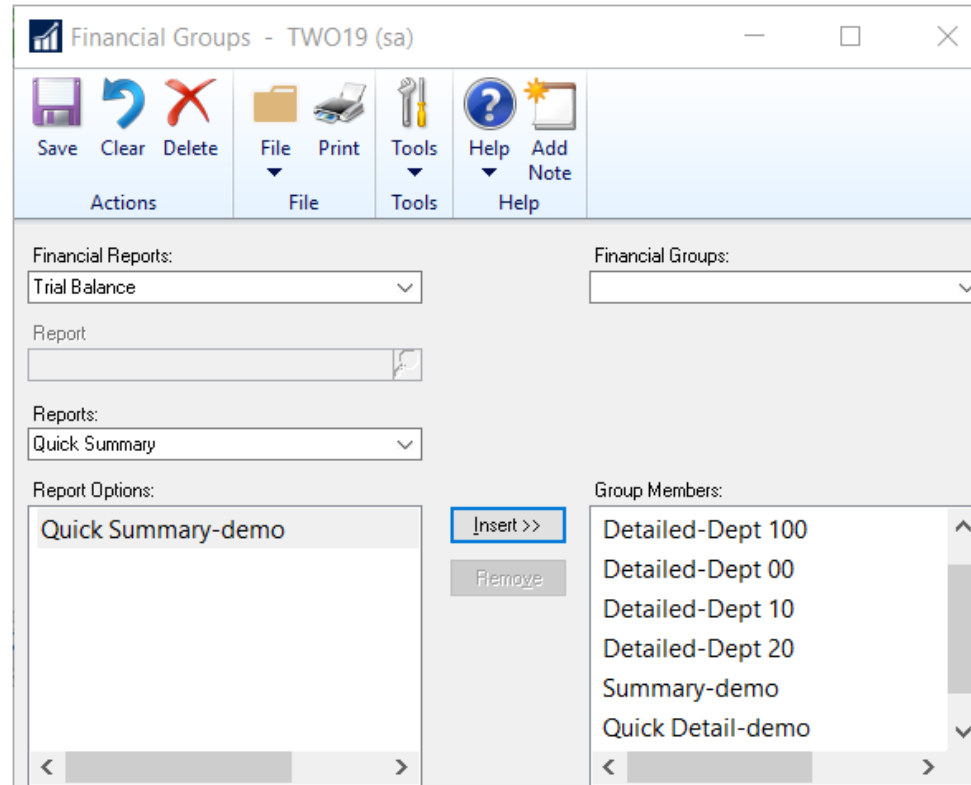 Financial Groups - TWO19 (sa)
Save Clear Delete File Print Tools Help Add Note
Actions File Tools Help
Financial Reports:
Trial Balance
Financial Groups:
Report
Reports:
Quick Summary
Report Options:
Quick Summary-demo
Insert >>
Remove
Group Members:
Detailed-Dept 100
Detailed-Dept 00
Detailed-Dept 10
Detailed-Dept 20
Summary-demo
Quick Detail-demo